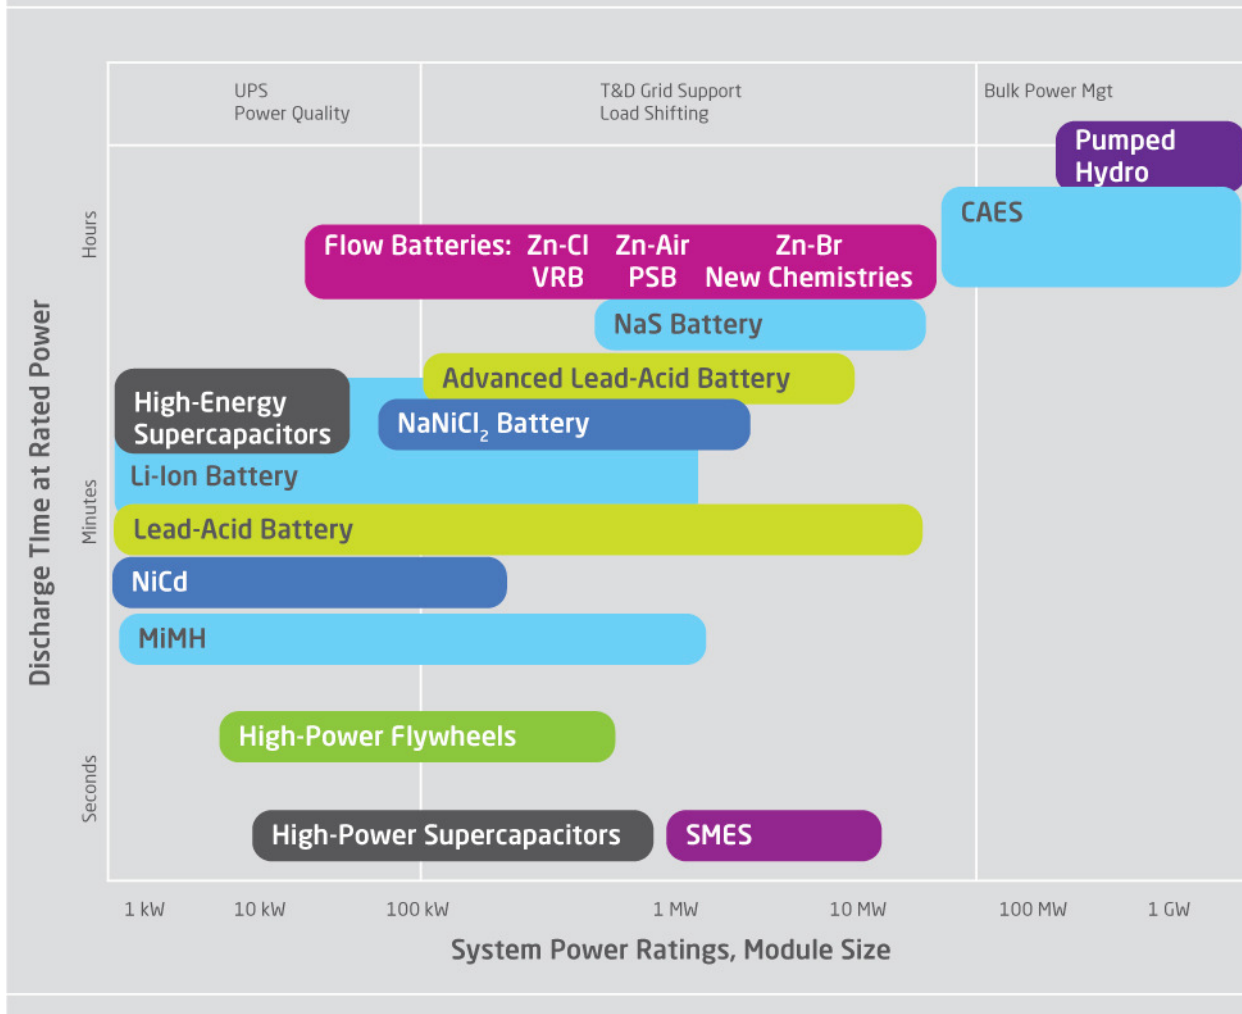 UPS
Power Quality
T&D Grid Support
Load Shifting
Bulk Power Mgt
Pumped
Hydro
CAES
Flow Batteries: Zn-Cl Zn-Air Zn-Br
VRB PSB New Chemistries
NaS Battery
Advanced Lead-Acid Battery
High-Energy
Supercapacitors
NaNiCl₂ Battery
Li-Ion Battery
Lead-Acid Battery
NiCd
MiMH
High-Power Flywheels
High-Power Supercapacitors
SMES
Discharge TIme at Rated Power
Hours
Minutes
Seconds
1 kW 10 kW 100 kW 1 MW 10 MW 100 MW 1 GW
System Power Ratings, Module Size